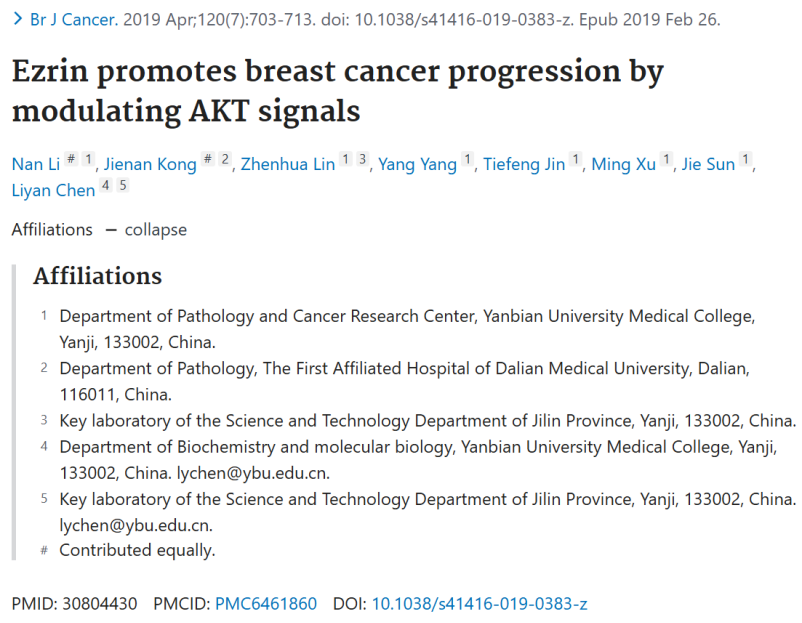 Br J Cancer. 2019 Apr;120(7):703-713. doi: 10.1038/s41416-019-0383-z. Epub 2019 Feb 26.
Ezrin promotes breast cancer progression by
modulating AKT signals
Nan Li # 1, Jienan Kong # 2, Zhenhua Lin 1 3, Yang Yang 1, Tiefeng Jin 1, Ming Xu 1, Jie Sun 1,
Liyan Chen 4 5
Affiliations — collapse
Affiliations
1 Department of Pathology and Cancer Research Center, Yanbian University Medical College,
Yanji, 133002, China.
2 Department of Pathology, The First Affiliated Hospital of Dalian Medical University, Dalian,
116011, China.
3 Key laboratory of the Science and Technology Department of Jilin Province, Yanji, 133002, China.
4 Department of Biochemistry and molecular biology, Yanbian University Medical College, Yanji,
133002, China. lychen@ybu.edu.cn.
5 Key laboratory of the Science and Technology Department of Jilin Province, Yanji, 133002, China.
lychen@ybu.edu.cn.
# Contributed equally.
PMID: 30804430 PMCID: PMC6461860 DOI: 10.1038/s41416-019-0383-z